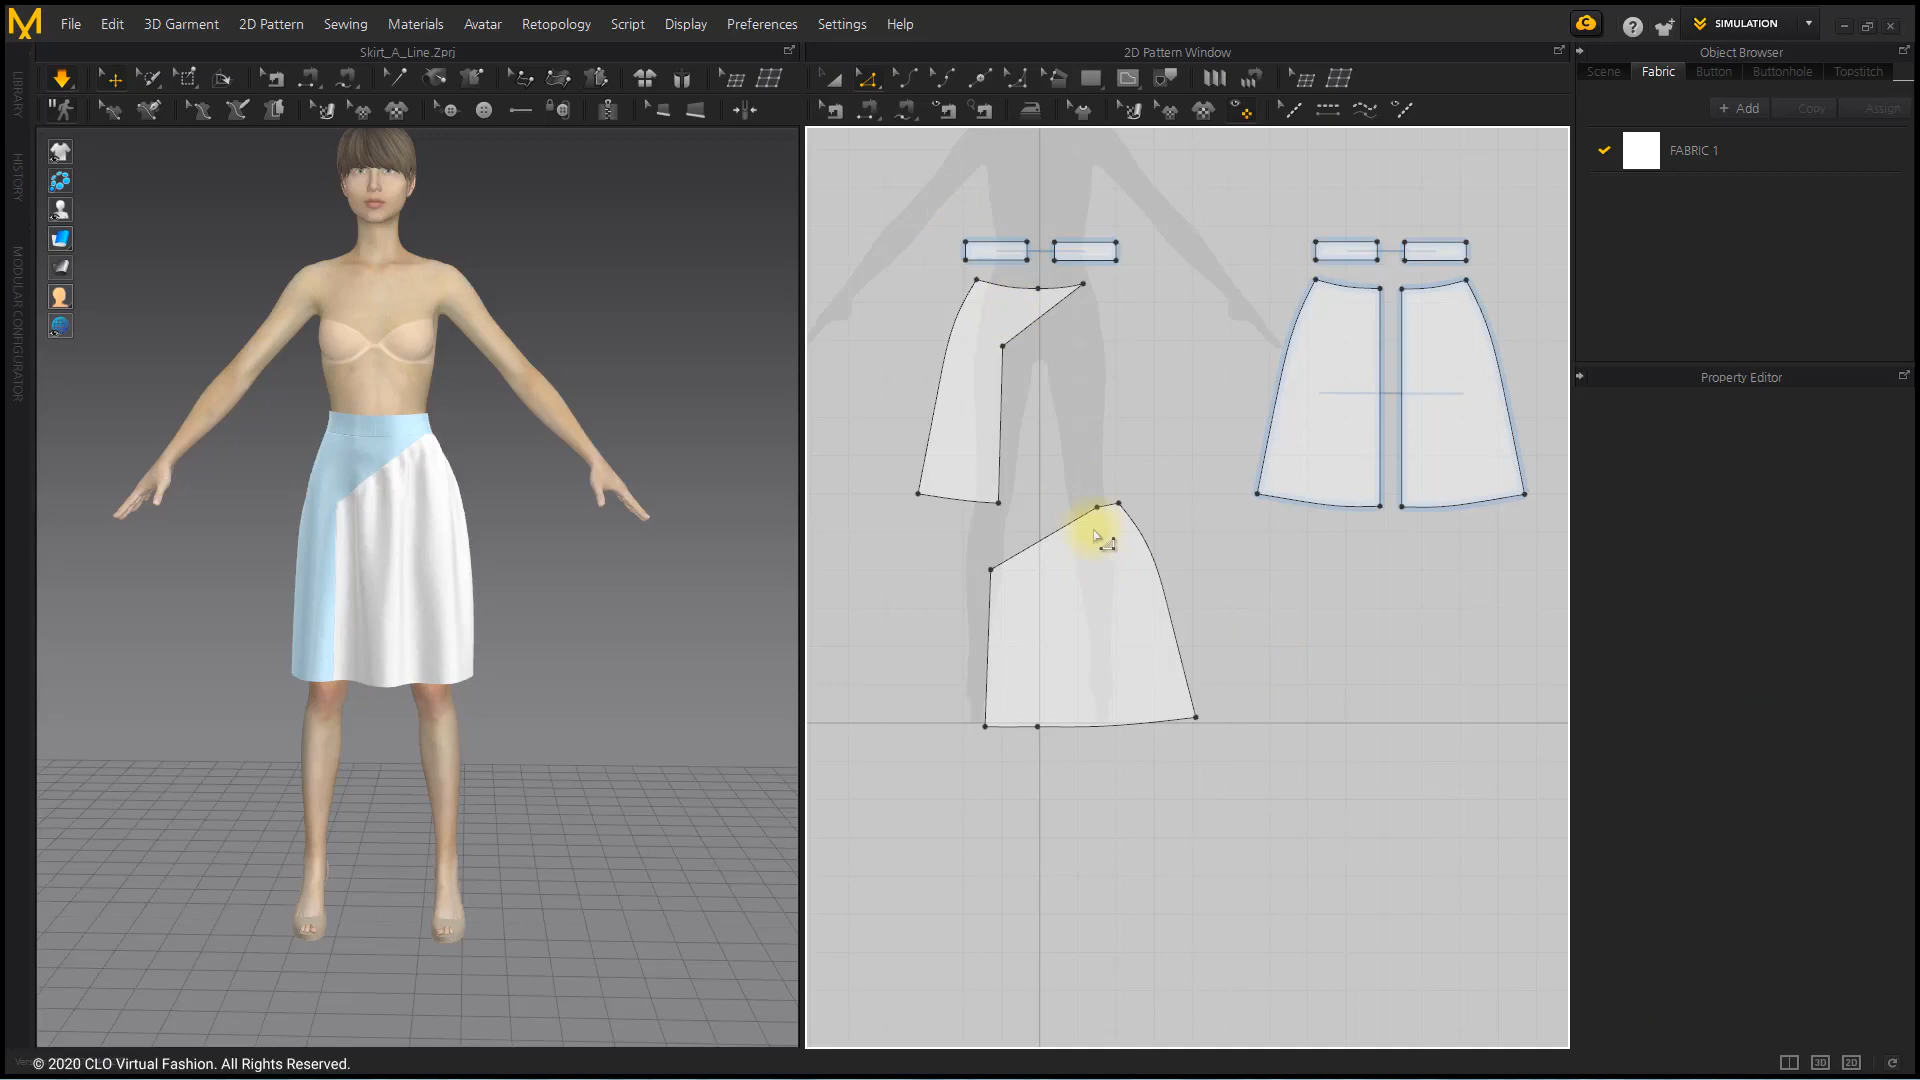 File Edit 3D Garment 2D Pattern Sewing Materials Avatar Retopology Script Display Preferences Settings Help
SIMULATION
Skirt_A_Line.Zprj
2D Pattern Window
Object Browser
Scene Fabric Button Buttonhole Topstitch
+ Add Copy Assign
FABRIC 1
Property Editor
LIBRARY
HISTORY
MODULAR CONFIGURATOR
© 2020 CLO Virtual Fashion. All Rights Reserved.
3D 2D